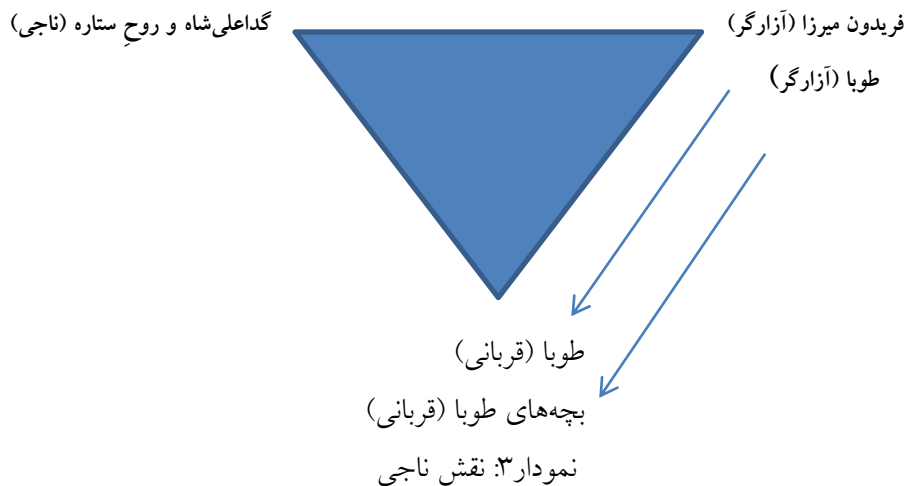 فریدون میرزا (آزارگر)
گداعلی‌شاه و روحِ ستاره (ناجی)
طوبا (آزارگر)
طوبا (قربانی)
بچه‌های طوبا (قربانی)
نمودار۳: نقش ناجی